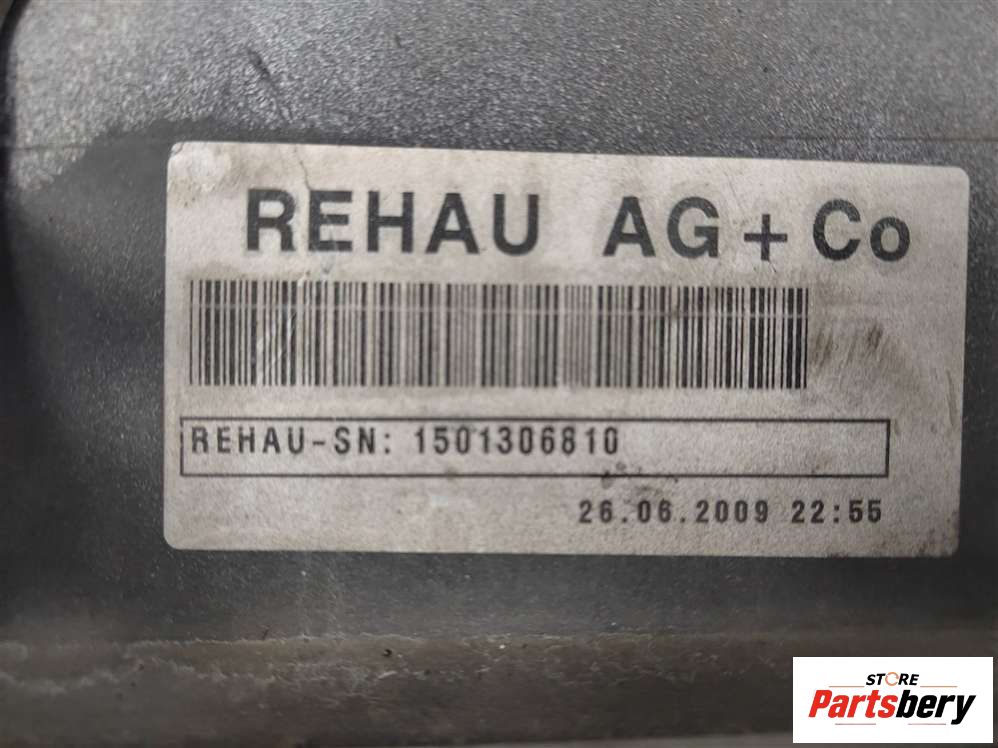 REHAU AG + Co
REHAU-SN: 1501306810
26.06.2009 22:55
STORE
Partsbery